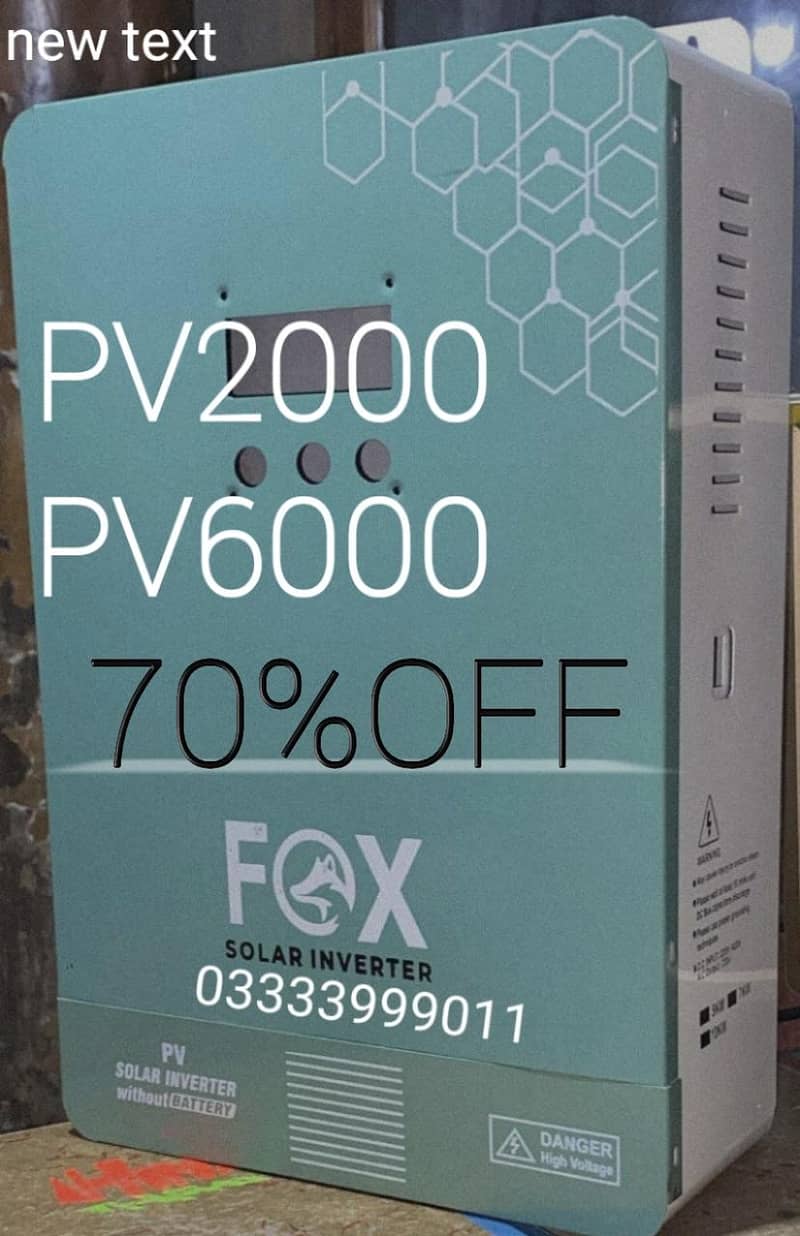 new text
PV2000
PV6000
70%OFF
FOX
SOLAR INVERTER
03333999011
PV
SOLAR INVERTER
without BATTERY
DANGER
High Voltage
WARNING
10KW